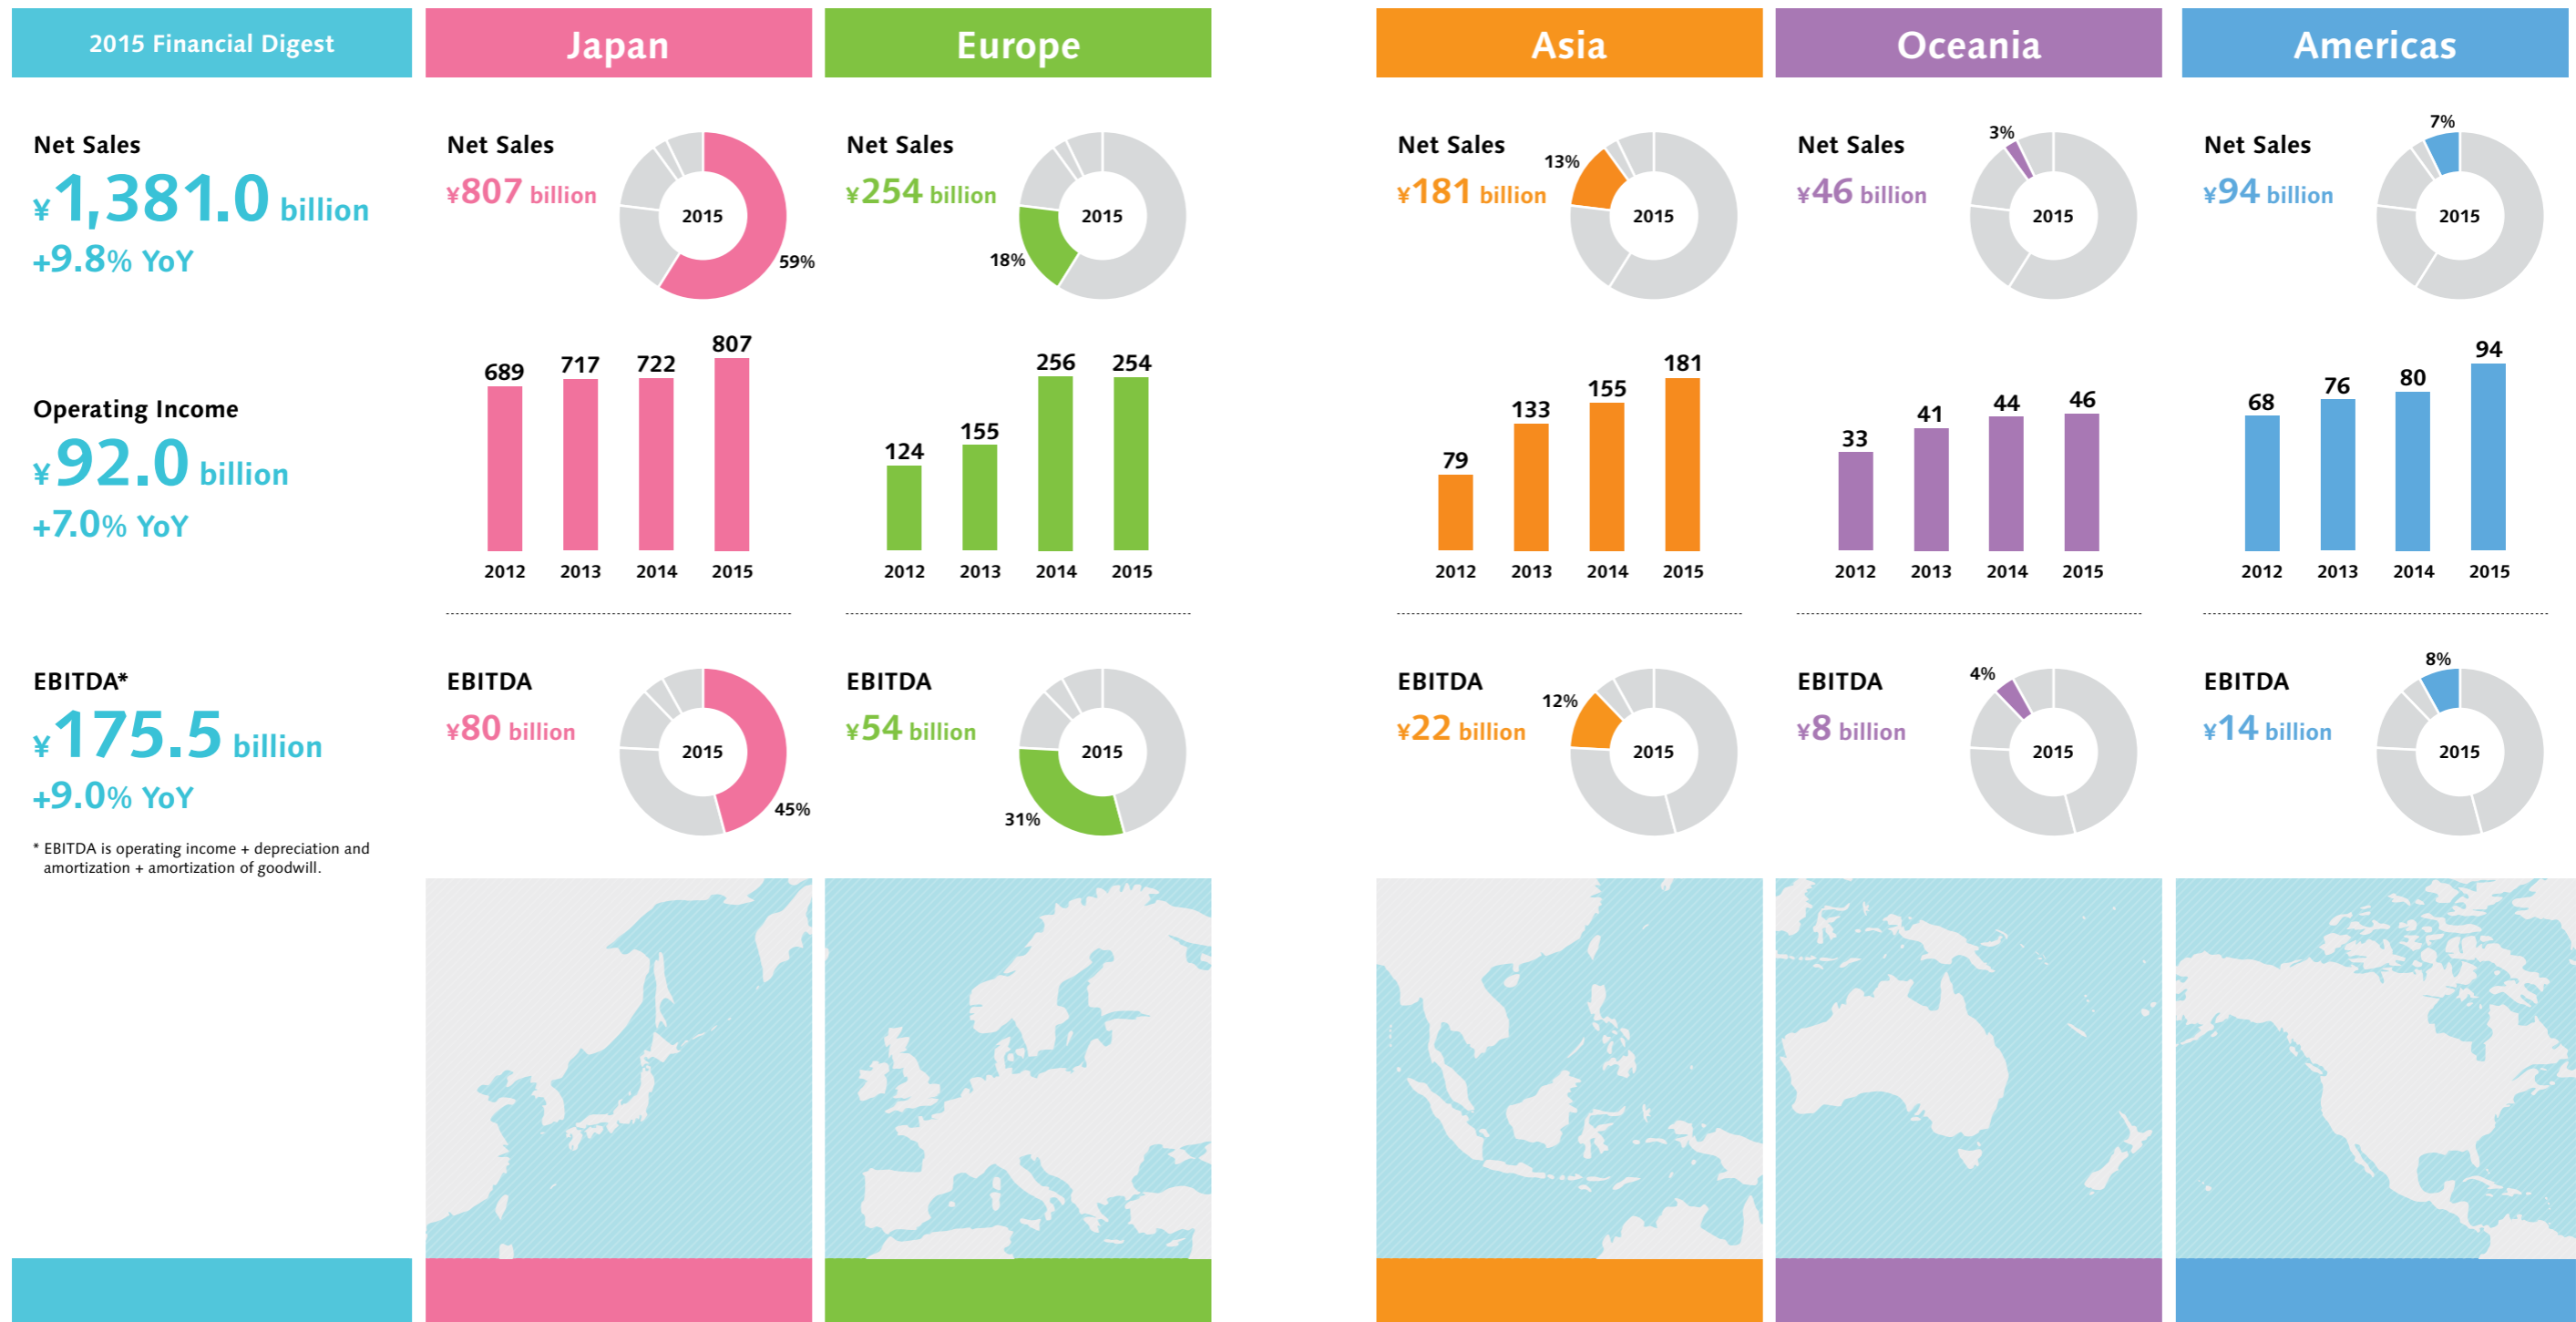 2015 Financial Digest
Net Sales
¥1,381.0 billion
+9.8% YoY
Operating Income
¥92.0 billion
+7.0% YoY
EBITDA*
¥175.5 billion
+9.0% YoY
* EBITDA is operating income + depreciation and
amortization + amortization of goodwill.
Japan
Net Sales
¥807 billion
2015
59%
689 717 722 807
2012 2013 2014 2015
EBITDA
¥80 billion
2015
45%
Europe
Net Sales
¥254 billion
2015
18%
124 155 256 254
2012 2013 2014 2015
EBITDA
¥54 billion
2015
31%
Asia
Net Sales
13%
¥181 billion
2015
79 133 155 181
2012 2013 2014 2015
EBITDA
12%
¥22 billion
2015
Oceania
3%
Net Sales
¥46 billion
2015
33 41 44 46
2012 2013 2014 2015
4%
EBITDA
¥8 billion
2015
Americas
7%
Net Sales
¥94 billion
2015
68 76 80 94
2012 2013 2014 2015
8%
EBITDA
¥14 billion
2015